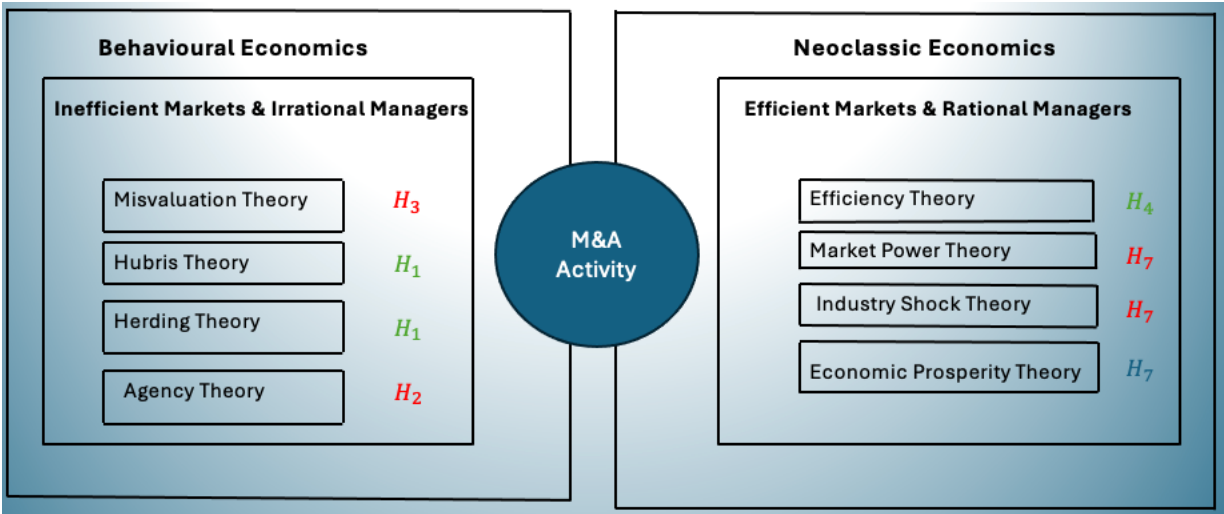 Behavioural Economics
Inefficient Markets & Irrational Managers
Misvaluation Theory H₃
Hubris Theory H₁
Herding Theory H₁
Agency Theory H₂
M&A
Activity
Neoclassic Economics
Efficient Markets & Rational Managers
Efficiency Theory H₄
Market Power Theory H₇
Industry Shock Theory H₇
Economic Prosperity Theory H₇